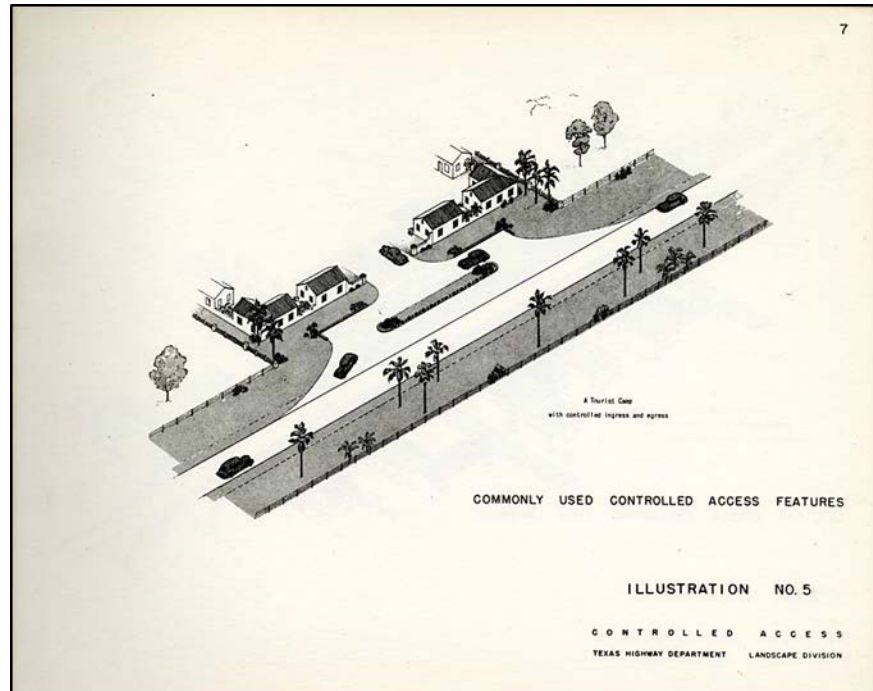 7
A Tourist Camp
with controlled ingress and egress
COMMONLY USED CONTROLLED ACCESS FEATURES
ILLUSTRATION NO. 5
CONTROLLED ACCESS
TEXAS HIGHWAY DEPARTMENT LANDSCAPE DIVISION